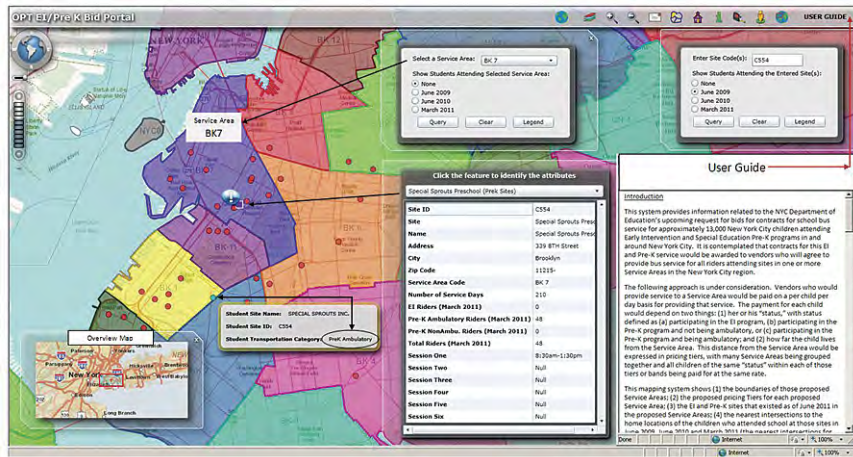 OPT EI/Pre K Bid Portal
USER GUIDE
NEW YORK
BK 12
NYC8
Service Area
BK7
BK 4
Select a Service Area: BK 7
Show Students Attending Selected Service Area:
None
June 2009
June 2010
March 2011
Query Clear Legend
Enter Site Code(s): C554
Show Students Attending the Entered Site(s):
None
June 2009
June 2010
March 2011
Query Clear Legend
Click the feature to identify the attributes
Special Sprouts Preschool (Prek Sites)
Site ID C554
Site Special Sprouts Presc
Name Special Sprouts Presc
Address 339 8TH Street
City Brooklyn
Zip Code 11215-
Service Area Code BK 7
Number of Service Days 210
EI Riders (March 2011) 0
Pre-K Ambulatory Riders (March 2011) 48
Pre-K NonAmbu. Riders (March 2011) 0
Total Riders (March 2011) 48
Session One 8:30am-1:30pm
Session Two Null
Session Three Null
Session Four Null
Session Five Null
Session Six Null
Student Site Name: SPECIAL SPROUTS INC.
Student Site ID: C554
Student Transportation Category: PreK Ambulatory
Overview Map
New York
Long Branch
User Guide
Introduction
This system provides information related to the NYC Department of
Education's upcoming request for bids for contracts for school bus
service for approximately 13,000 New York City children attending
Early Intervention and Special Education Pre-K programs in and
around New York City. It is contemplated that contracts for this EI
and Pre-K service would be awarded to vendors who will agree to
provide bus service for all riders attending sites in one or more
Service Areas in the New York City region.
The following approach is under consideration. Vendors who would
provide service to a Service Area would be paid on a per child per
day basis for providing that service. The payment for each child
would depend on two things: (1) her or his "status," with status
defined as (a) participating in the EI program, (b) participating in the
Pre-K program and not being ambulatory, or (c) participating in the
Pre-K program and being ambulatory; and (2) how far the child lives
from the Service Area. This distance from the Service Area would be
expressed in pricing tiers, with many Service Areas being grouped
together and all children of the same "status" within each of those
tiers or bands being paid for at the same rate.
This mapping system shows (1) the boundaries of those proposed
Service Areas; (2) the proposed pricing Tiers for each proposed
Service Area; (3) the EI and Pre-K sites that existed as of June 2011 in
the proposed Service Areas; (4) the nearest intersections to the
home locations of the children who attended school at those sites in
June 2009, June 2010 and March 2011 (the nearest intersections for
Done Internet 100%
Internet 100%